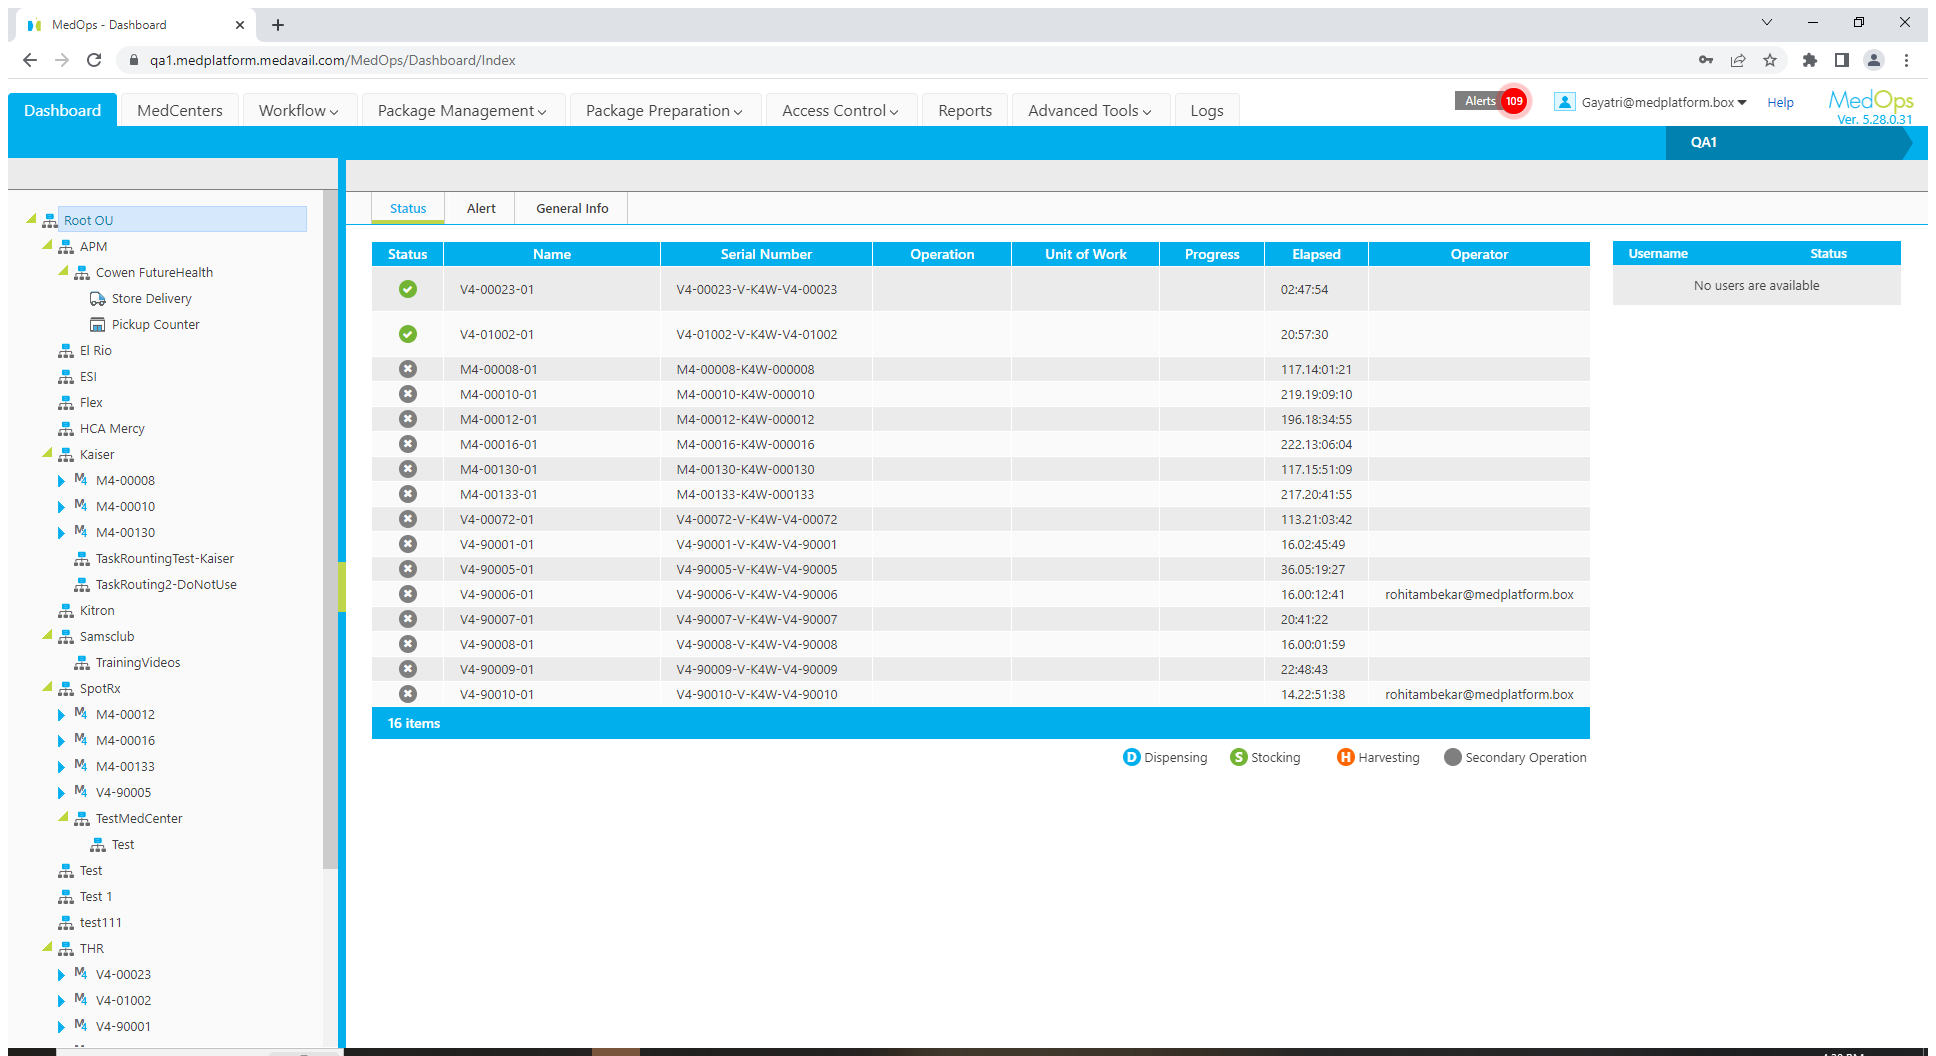 MedOps - Dashboard
qa1.medplatform.medavail.com/MedOps/Dashboard/Index
Dashboard MedCenters Workflow Package Management Package Preparation Access Control Reports Advanced Tools Logs
Alerts 109 Gayatri@medplatform.box Help MedOps
Ver. 5.28.0.31
QA1
Root OU
APM
Cowen FutureHealth
Store Delivery
Pickup Counter
El Rio
ESI
Flex
HCA Mercy
Kaiser
M4 M4-00008
M4 M4-00010
M4 M4-00130
TaskRountingTest-Kaiser
TaskRouting2-DoNotUse
Kitron
Samsclub
TrainingVideos
SpotRx
M4 M4-00012
M4 M4-00016
M4 M4-00133
M4 V4-90005
TestMedCenter
Test
Test
Test 1
test111
THR
M4 V4-00023
M4 V4-01002
M4 V4-90001
Status Alert General Info
Status Name Serial Number Operation Unit of Work Progress Elapsed Operator
V4-00023-01 V4-00023-V-K4W-V4-00023 02:47:54
V4-01002-01 V4-01002-V-K4W-V4-01002 20:57:30
M4-00008-01 M4-00008-K4W-000008 117.14:01:21
M4-00010-01 M4-00010-K4W-000010 219.19:09:10
M4-00012-01 M4-00012-K4W-000012 196.18:34:55
M4-00016-01 M4-00016-K4W-000016 222.13:06:04
M4-00130-01 M4-00130-K4W-000130 117.15:51:09
M4-00133-01 M4-00133-K4W-000133 217.20:41:55
V4-00072-01 V4-00072-V-K4W-V4-00072 113.21:03:42
V4-90001-01 V4-90001-V-K4W-V4-90001 16.02:45:49
V4-90005-01 V4-90005-V-K4W-V4-90005 36.05:19:27
V4-90006-01 V4-90006-V-K4W-V4-90006 16.00:12:41 rohitambekar@medplatform.box
V4-90007-01 V4-90007-V-K4W-V4-90007 20:41:22
V4-90008-01 V4-90008-V-K4W-V4-90008 16.00:01:59
V4-90009-01 V4-90009-V-K4W-V4-90009 22:48:43
V4-90010-01 V4-90010-V-K4W-V4-90010 14.22:51:38 rohitambekar@medplatform.box
16 items
D Dispensing S Stocking H Harvesting Secondary Operation
Username Status
No users are available